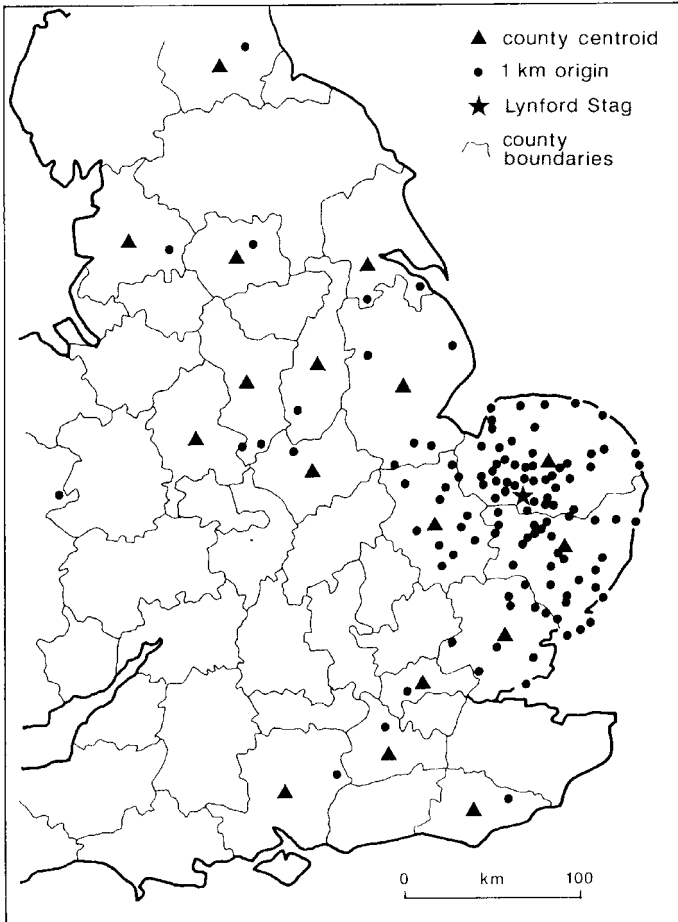 county centroid
1 km origin
Lynford Stag
county
boundaries
0 km 100